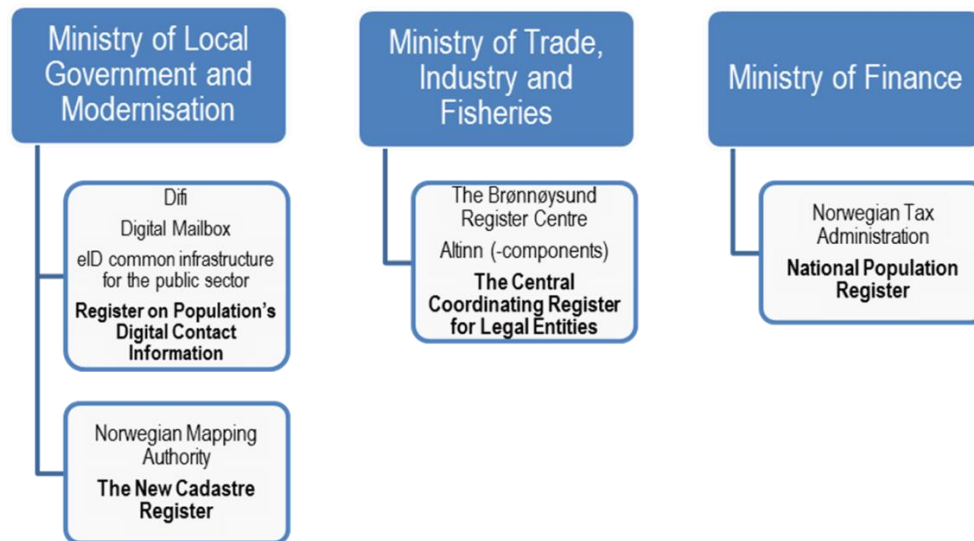 Ministry of Local
Government and
Modernisation
Difi
Digital Mailbox
eID common infrastructure
for the public sector
Register on Population’s
Digital Contact
Information
Norwegian Mapping
Authority
The New Cadastre
Register
Ministry of Trade,
Industry and
Fisheries
The Brønnøysund
Register Centre
Altinn (-components)
The Central
Coordinating Register
for Legal Entities
Ministry of Finance
Norwegian Tax
Administration
National Population
Register